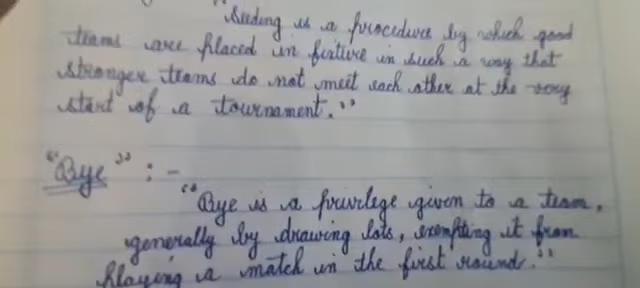 "Seeding is a procedure by which good
teams are placed in fixture in such a way that
stronger teams do not meet each other at the very
start of a tournament."
"Bye" : -
"Bye is a privilege given to a team,
generally by drawing lots, exempting it from
playing a match in the first round."